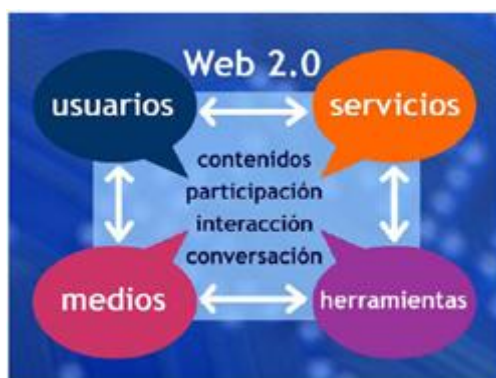 Web 2.0
usuarios
servicios
contenidos
participación
interacción
conversación
medios
herramientas